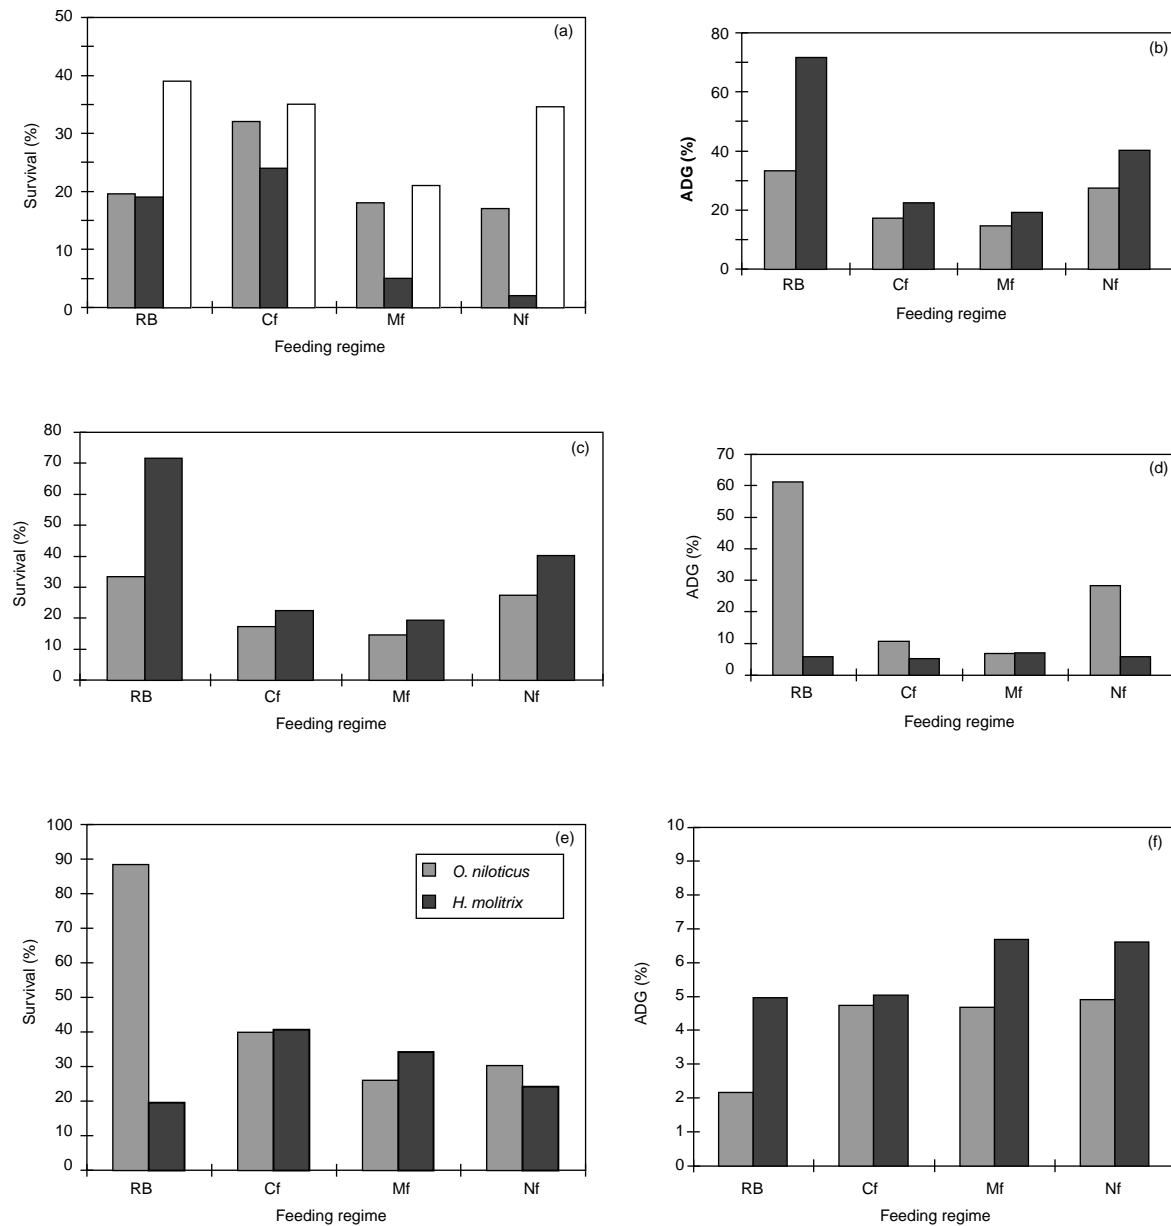 (a)
50
40
30
20
10
0
Survival (%)
RB Cf Mf Nf
Feeding regime
(b)
80
60
40
20
0
ADG (%)
RB Cf Mf Nf
Feeding regime
(c)
80
70
60
50
40
30
20
10
0
Survival (%)
RB Cf Mf Nf
Feeding regime
(d)
70
60
50
40
30
20
10
0
ADG (%)
RB Cf Mf Nf
Feeding regime
(e)
100
90
80
70
60
50
40
30
20
10
0
Survival (%)
O. niloticus
H. molitrix
RB Cf Mf Nf
Feeding regime
(f)
10
9
8
7
6
5
4
3
2
1
0
ADG (%)
RB Cf Mf Nf
Feeding regime